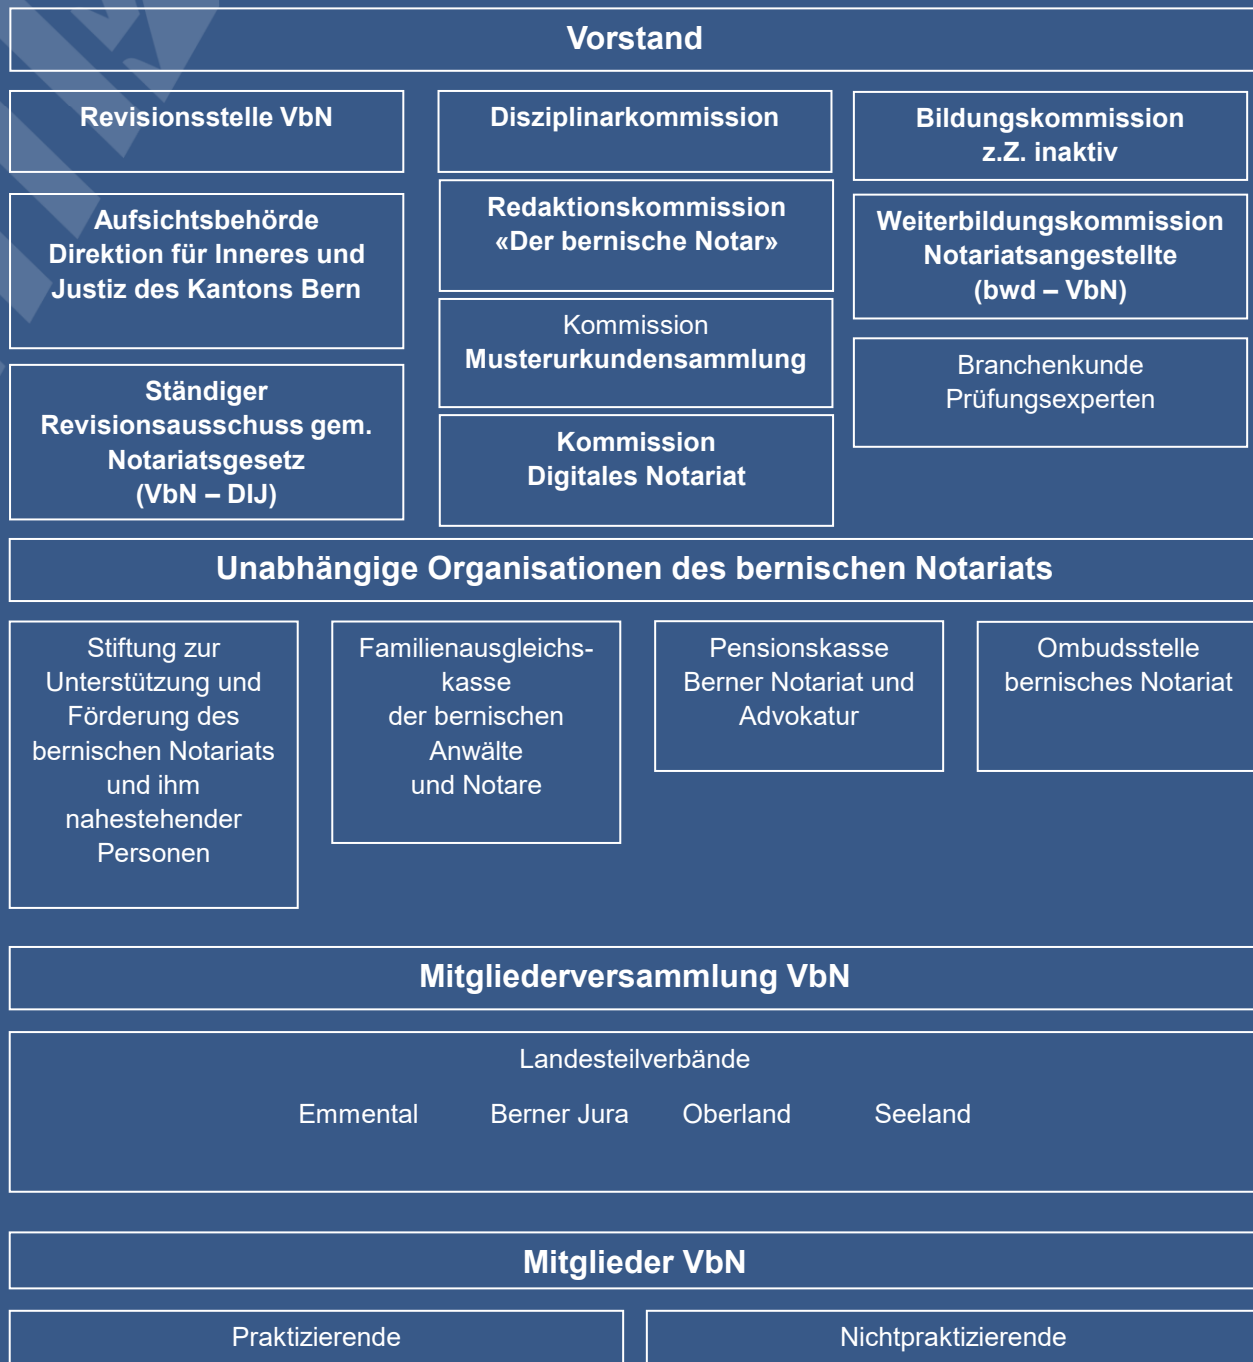 Vorstand
Revisionsstelle VbN
Aufsichtsbehörde
Direktion für Inneres und
Justiz des Kantons Bern
Ständiger
Revisionsausschuss gem.
Notariatsgesetz
(VbN – DIJ)
Disziplinarkommission
Redaktionskommission
«Der bernische Notar»
Kommission
Musterurkundensammlung
Kommission
Digitales Notariat
Bildungskommission
z.Z. inaktiv
Weiterbildungskommission
Notariatsangestellte
(bwd – VbN)
Branchenkunde
Prüfungsexperten
Unabhängige Organisationen des bernischen Notariats
Stiftung zur
Unterstützung und
Förderung des
bernischen Notariats
und ihm
nahestehender
Personen
Familienausgleichs-
kasse
der bernischen
Anwälte
und Notare
Pensionskasse
Berner Notariat und
Advokatur
Ombudsstelle
bernisches Notariat
Mitgliederversammlung VbN
Landesteilverbände
Emmental Berner Jura Oberland Seeland
Mitglieder VbN
Praktizierende
Nichtpraktizierende